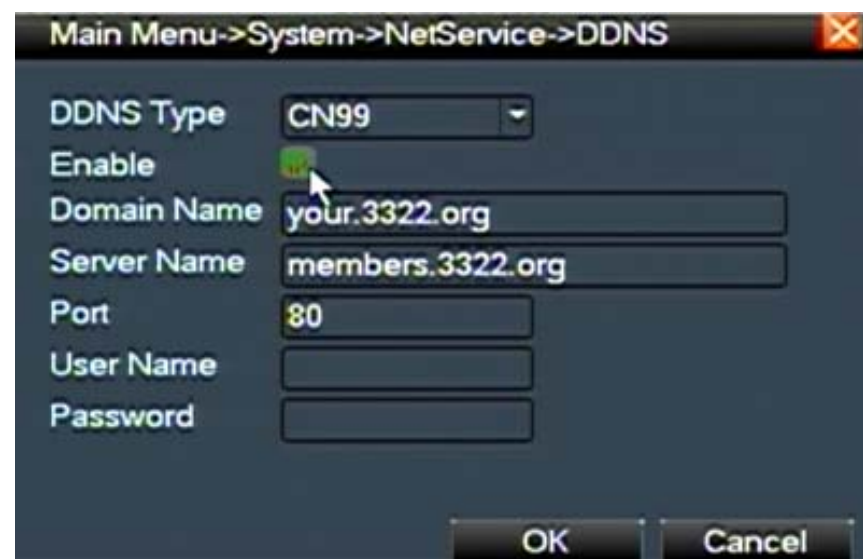 Main Menu->System->NetService->DDNS
DDNS Type CN99
Enable
Domain Name your.3322.org
Server Name members.3322.org
Port 80
User Name
Password
OK Cancel